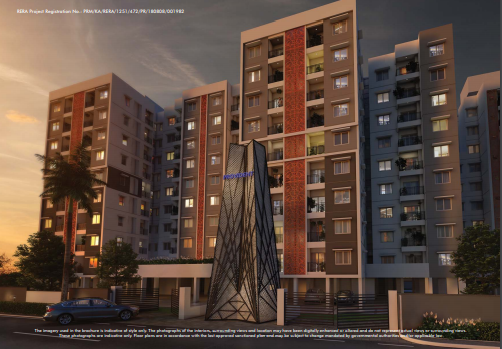 RERA Project Registration No.- PRM/KA/RERA/1251/472/PR/180808/001982
The imagery used in the brochure is indicative of style only. The photographs of the interiors, surrounding views and location may have been digitally enhanced or altered and do not represent actual views or surrounding views.
These photographs are indicative only. Floor plans are in accordance with the last approved sanctioned plan and may be subject to change mandated by government authorities and/or applicable law.